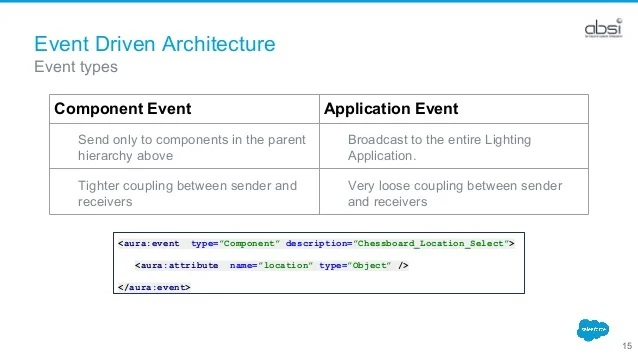 absi
Event Driven Architecture
Event types
Component Event
Application Event
Send only to components in the parent
hierarchy above
Broadcast to the entire Lighting
Application.
Tighter coupling between sender and
receivers
Very loose coupling between sender
and receivers
<aura:event type="Component" description="Chessboard_Location_Select">
<aura:attribute name="location" type="Object" />
</aura:event>
salesforce
15